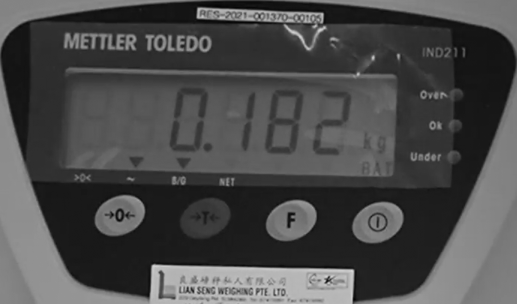 RES-2021-001370-00105
METTLER TOLEDO
IND211
Over
0.182 kg
Ok
BAT
Under
>0< ~ B/G NET
→0← →T← F
LIAN SENG WEIGHING PTE. LTD.